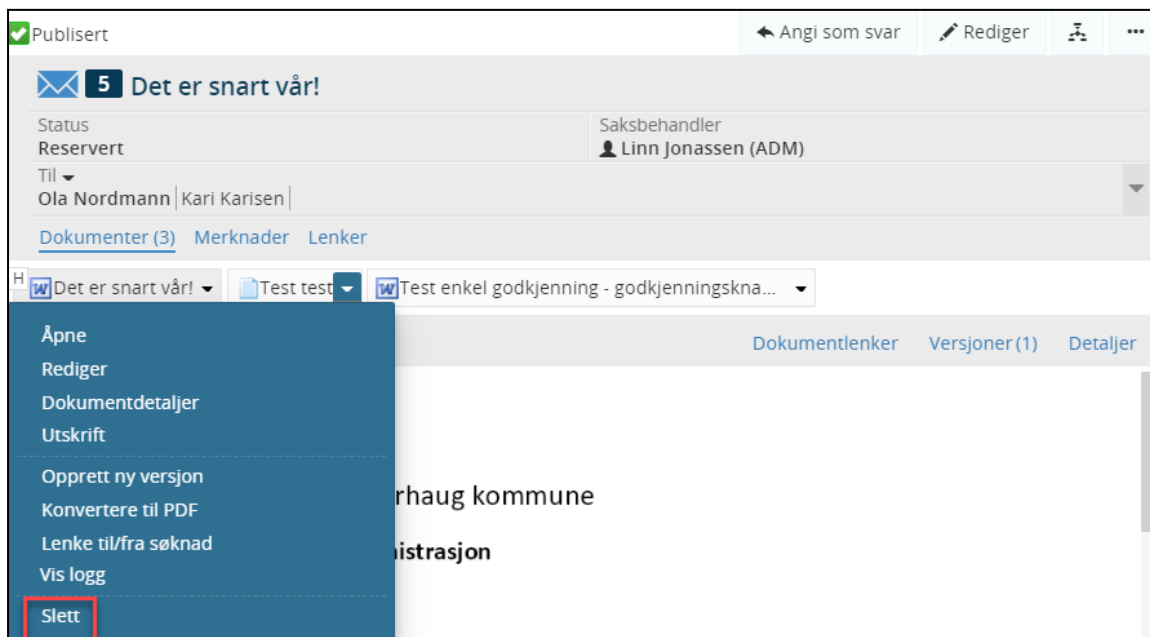 Publisert
Angi som svar
Rediger
5 Det er snart vår!
Status
Reservert
Saksbehandler
Linn Jonassen (ADM)
Til
Ola Nordmann Kari Karisen
Dokumenter (3) Merknader Lenker
H
Det er snart vår!
Test test
Test enkel godkjenning - godkjenningskna...
Åpne
Rediger
Dokumentdetaljer
Utskrift
Opprett ny versjon
Konvertere til PDF
Lenke til/fra søknad
Vis logg
Slett
Dokumentlenker Versjoner (1) Detaljer
rhaug kommune
istrasjon